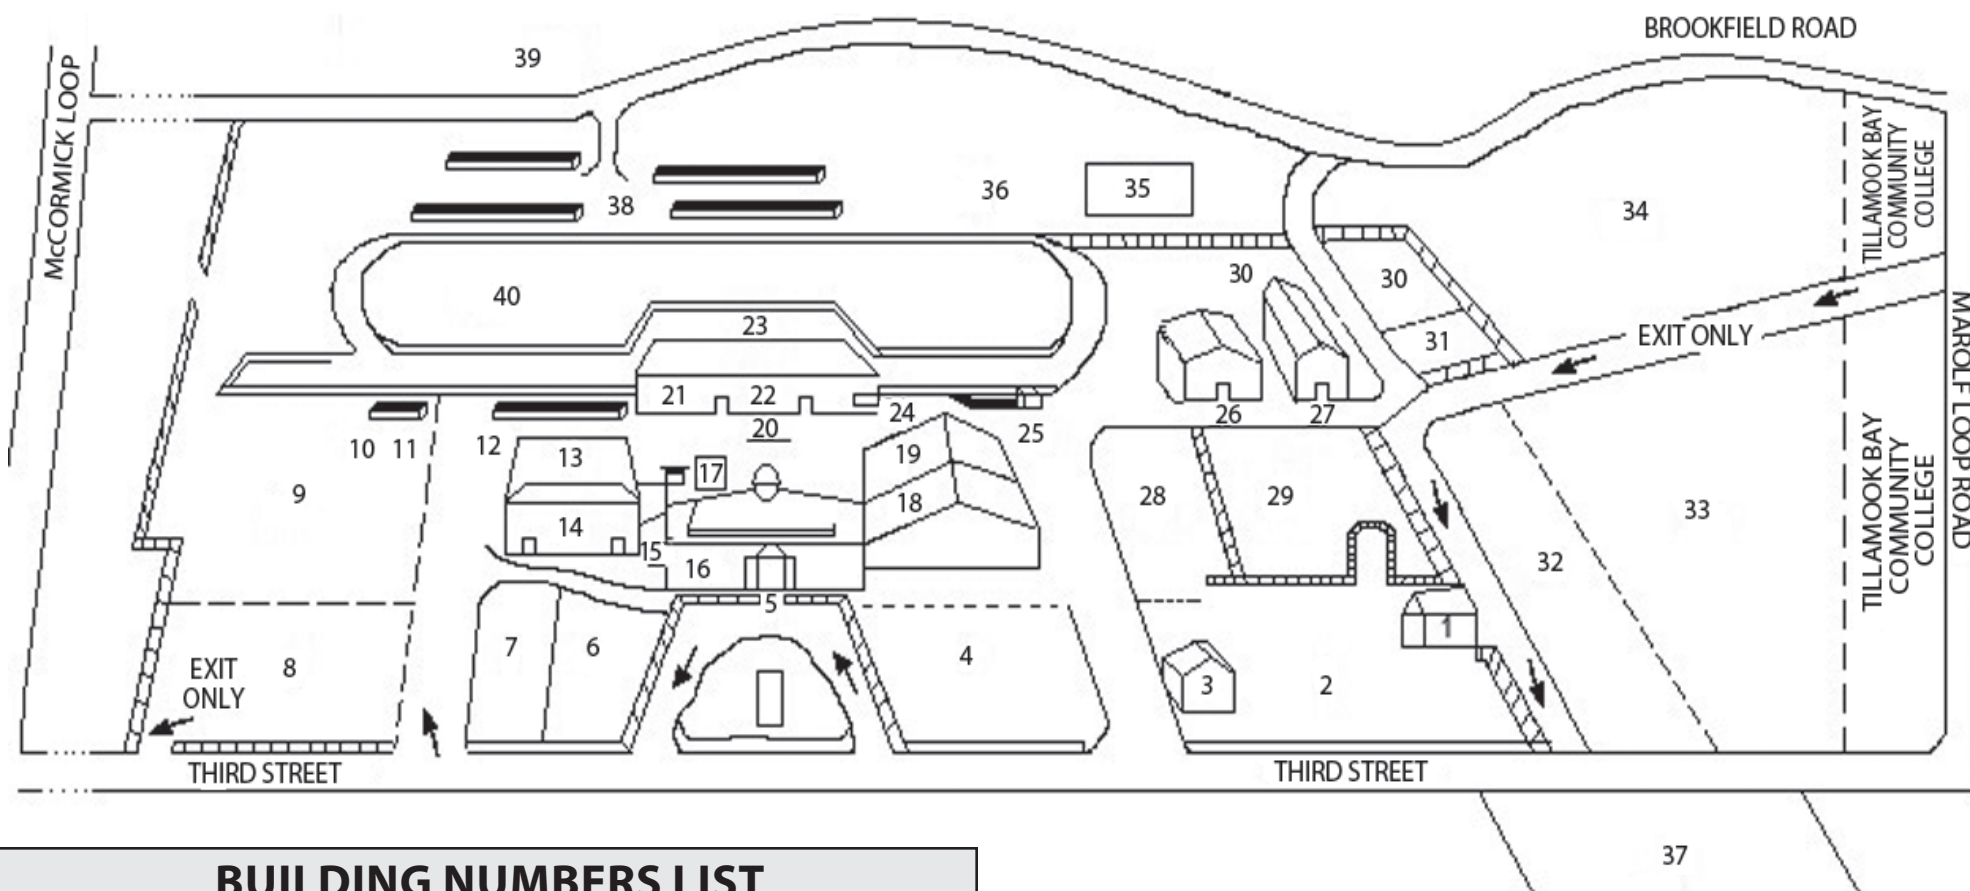 BROOKFIELD ROAD
39
McCORMICK LOOP
TILLAMOOK BAY
COMMUNITY
COLLEGE
38
36
35
34
40
23
30
30
31
EXIT ONLY
MAROLF LOOP ROAD
21
22
24
25
26
27
20
10
11
12
13
17
19
18
9
14
15
16
28
29
33
32
TILLAMOOK BAY
COMMUNITY
COLLEGE
5
1
7
6
4
8
EXIT
ONLY
3
2
THIRD STREET
THIRD STREET
37
BUILDING NUMBERS LIST